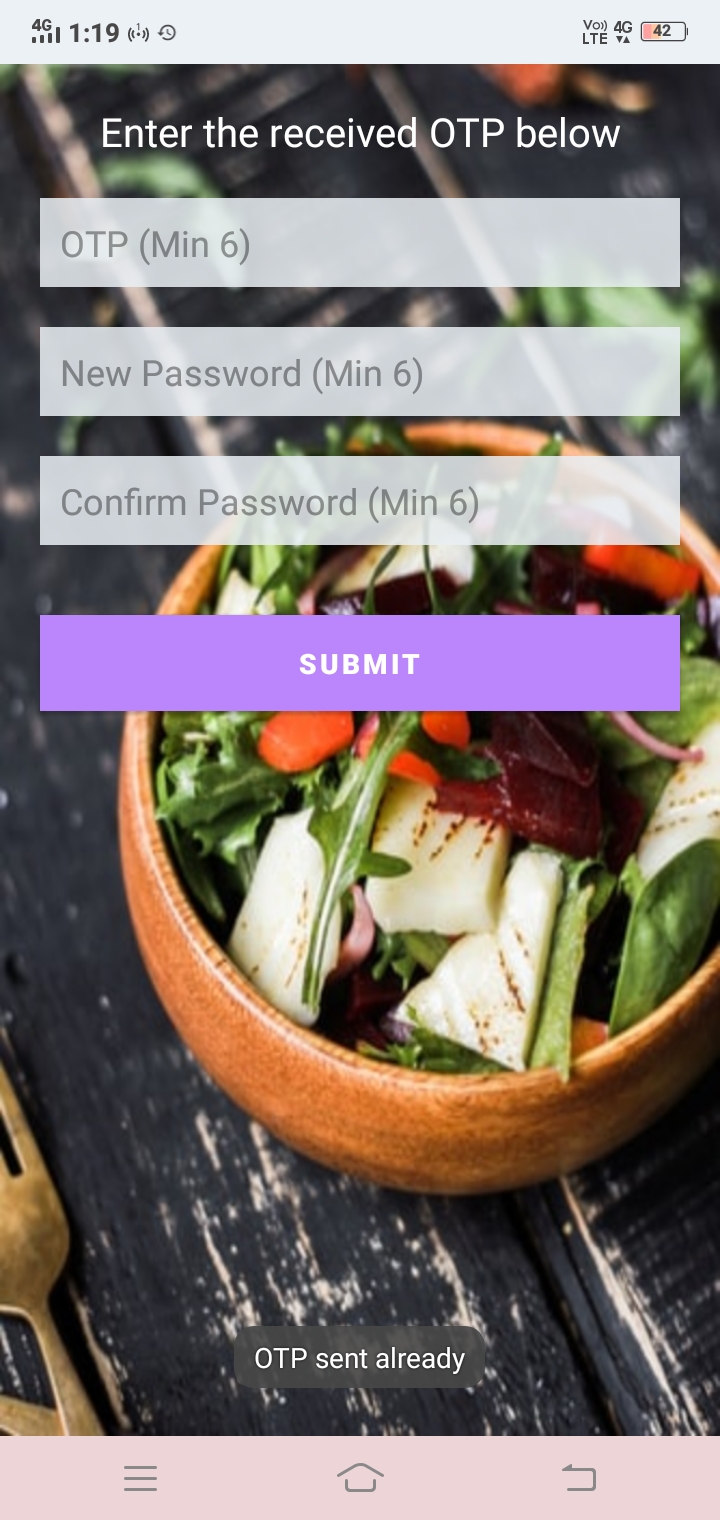 4G 1:19 Vo)) LTE 4G 42
Enter the received OTP below
OTP (Min 6)
New Password (Min 6)
Confirm Password (Min 6)
SUBMIT
OTP sent already